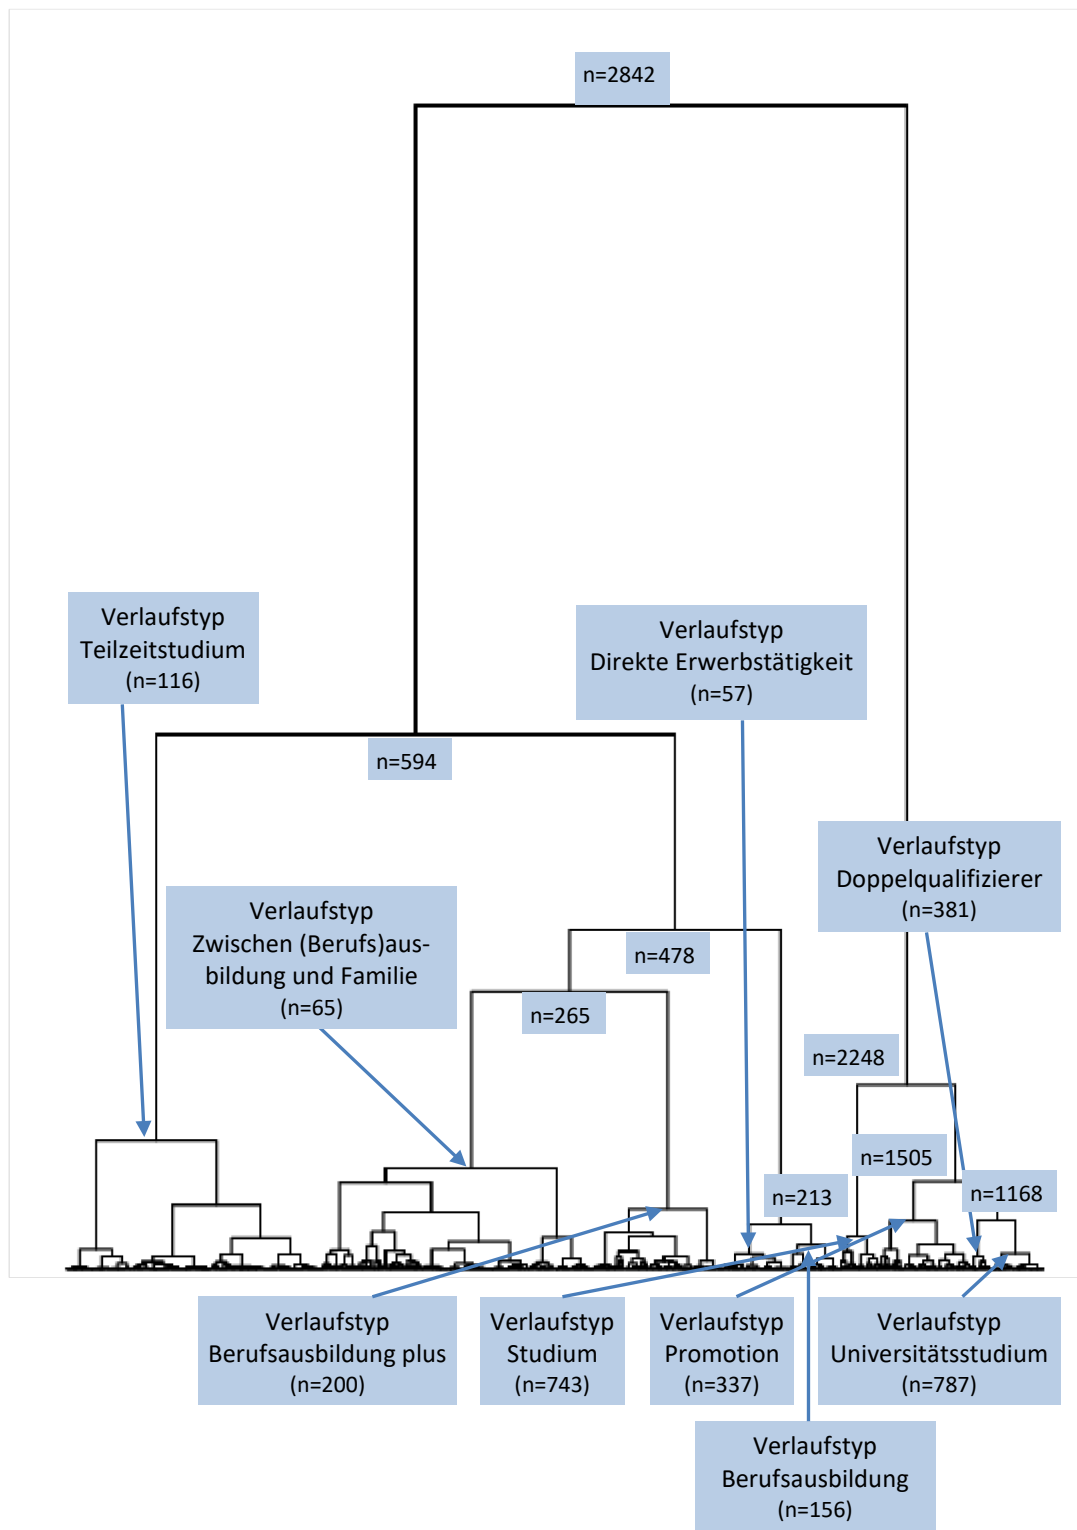 n=2842
Verlaufstyp
Teilzeitstudium
(n=116)
Verlaufstyp
Direkte Erwerbstätigkeit
(n=57)
n=594
Verlaufstyp
Doppelqualifizierer
(n=381)
Verlaufstyp
Zwischen (Berufs)aus-
bildung und Familie
(n=65)
n=478
n=265
n=2248
n=1505
n=213
n=1168
Verlaufstyp
Berufsausbildung plus
(n=200)
Verlaufstyp
Studium
(n=743)
Verlaufstyp
Promotion
(n=337)
Verlaufstyp
Universitätsstudium
(n=787)
Verlaufstyp
Berufsausbildung
(n=156)